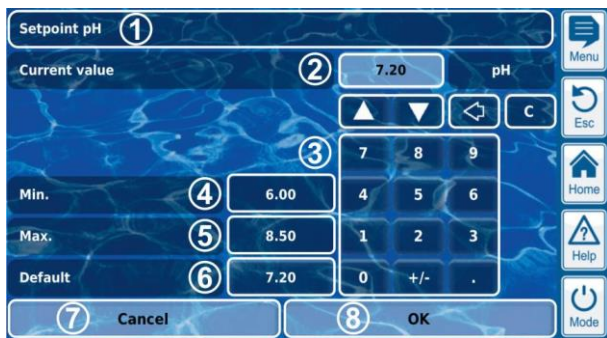 Setpoint pH 1
Menu
Current value 2 7.20 pH
C
Esc
3 7 8 9
Home
Min. 4 6.00 4 5 6
Max. 5 8.50 1 2 3
Help
Default 6 7.20 0 +/- .
7 Cancel 8 OK
Mode